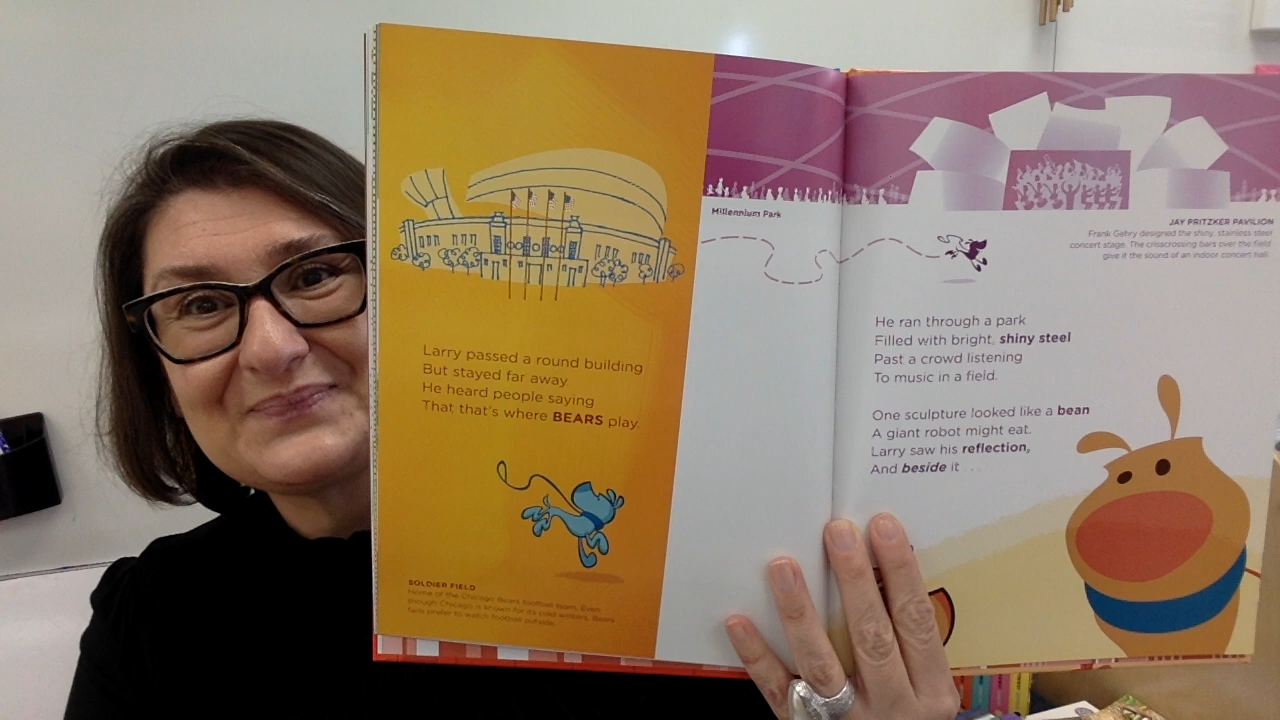 Larry passed a round building
But stayed far away.
He heard people saying
That that's where BEARS play.
SOLDIER FIELD
Home of the Chicago Bears football team. Even
though Chicago is known for its cold winters, Bears
fans prefer to watch football outside.
Millennium Park
JAY PRITZKER PAVILION
Frank Gehry designed the shiny, stainless steel
concert stage. The crisscrossing bars over the field
give it the sound of an indoor concert hall.
He ran through a park
Filled with bright, shiny steel
Past a crowd listening
To music in a field.
One sculpture looked like a bean
A giant robot might eat.
Larry saw his reflection,
And beside it . . .